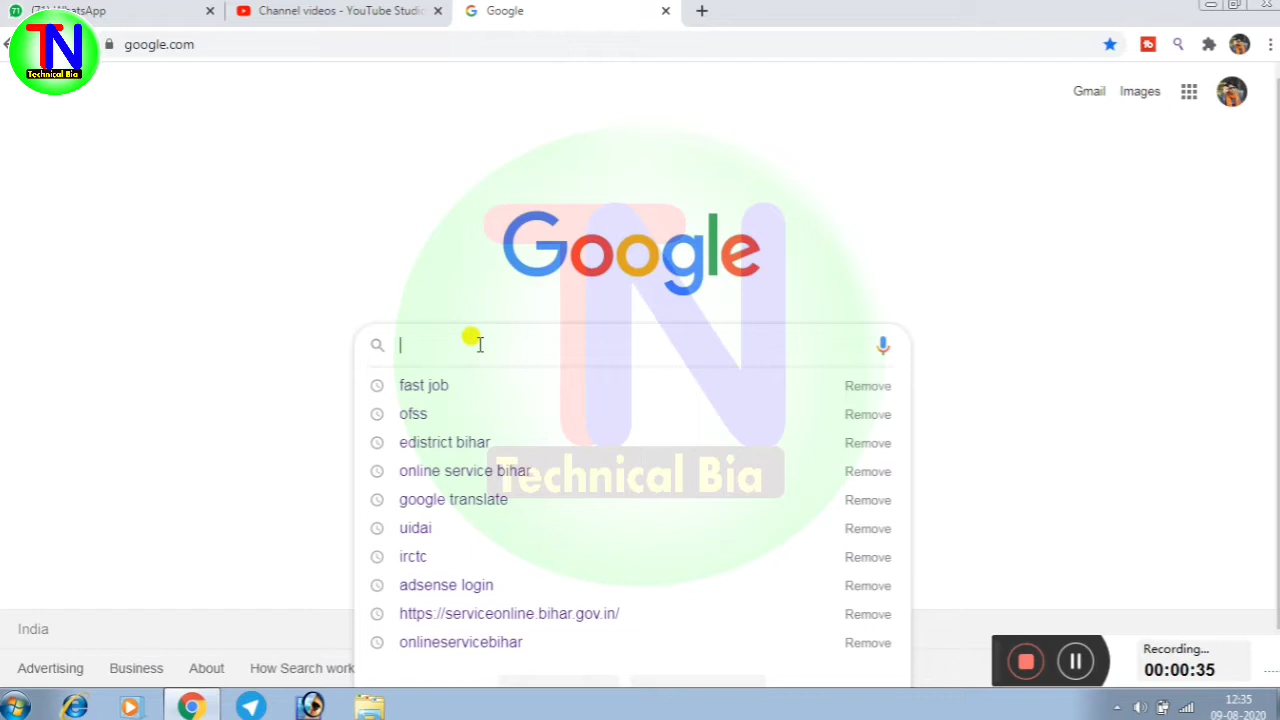 (71) WhatsApp
Channel videos - YouTube Studio
Google
google.com
TN
Technical Bia
Gmail
Images
Google
TN
Technical Bia
fast job Remove
ofss Remove
edistrict bihar Remove
online service bihar Remove
google translate Remove
uidai Remove
irctc Remove
adsense login Remove
https://serviceonline.bihar.gov.in/ Remove
onlineservicebihar Remove
India
Advertising Business About How Search work
Recording...
00:00:35
12:35
09-08-2020